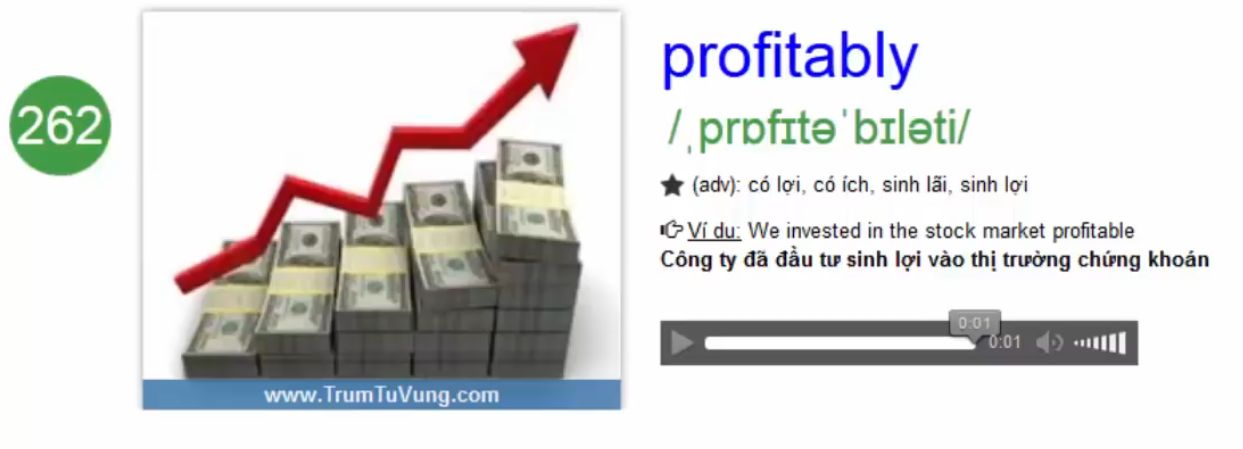 262
profitably
/ˌprɒfɪtəˈbɪləti/
(adv): có lợi, có ích, sinh lãi, sinh lợi
Ví du: We invested in the stock market profitable
Công ty đã đầu tư sinh lợi vào thị trường chứng khoán
0:01
0:01
www.TrumTuVung.com